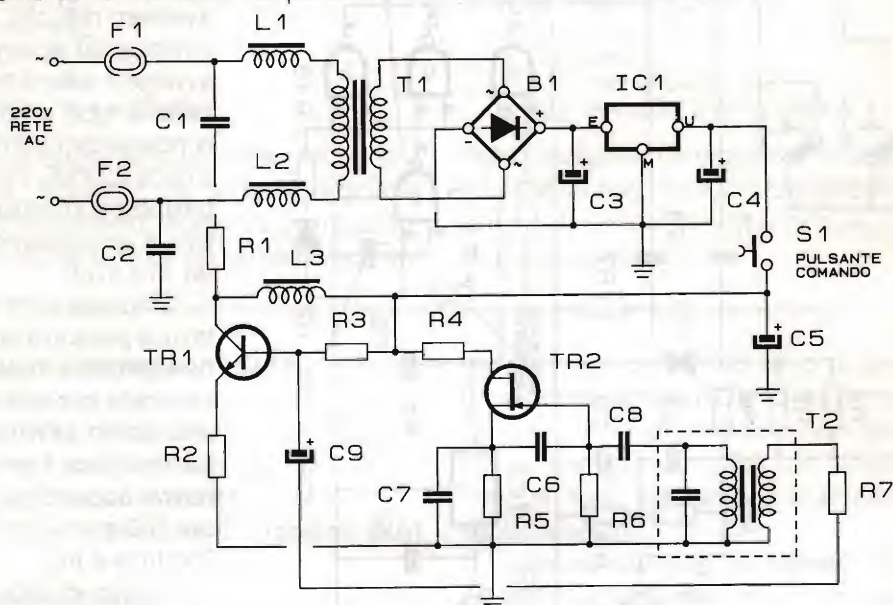 F1
L1
T1
B1
IC1
~
~
E
U
M
+
-
~
+
+
C1
220V
RETE
AC
F2
L2
C3
C4
~
C2
R1
L3
S1
PULSANTE
COMANDO
+
C5
R3
R4
TR1
TR2
C8
T2
R2
+
C9
C7
C6
R5
R6
R7